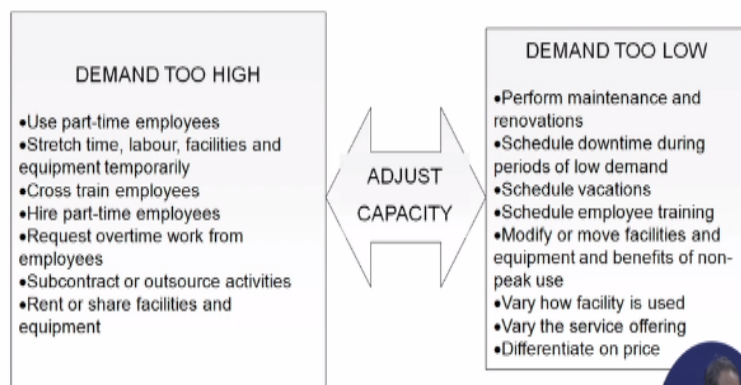 DEMAND TOO HIGH
•Use part-time employees
•Stretch time, labour, facilities and
equipment temporarily
•Cross train employees
•Hire part-time employees
•Request overtime work from
employees
•Subcontract or outsource activities
•Rent or share facilities and
equipment
ADJUST
CAPACITY
DEMAND TOO LOW
•Perform maintenance and
renovations
•Schedule downtime during
periods of low demand
•Schedule vacations
•Schedule employee training
•Modify or move facilities and
equipment and benefits of non-
peak use
•Vary how facility is used
•Vary the service offering
•Differentiate on price